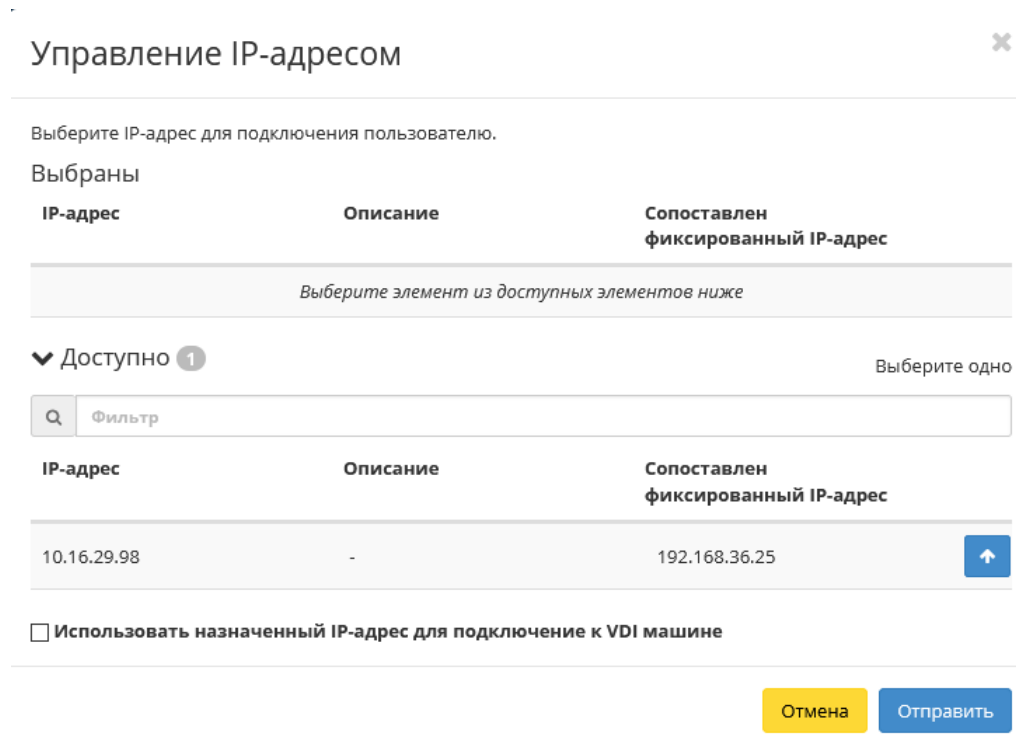 Управление IP-адресом
Выберите IP-адрес для подключения пользователю.
Выбраны
IP-адрес Описание Сопоставлен фиксированный IP-адрес
Выберите элемент из доступных элементов ниже
Доступно 1
Выберите одно
Фильтр
IP-адрес Описание Сопоставлен фиксированный IP-адрес
10.16.29.98 - 192.168.36.25
Использовать назначенный IP-адрес для подключение к VDI машине
Отмена Отправить